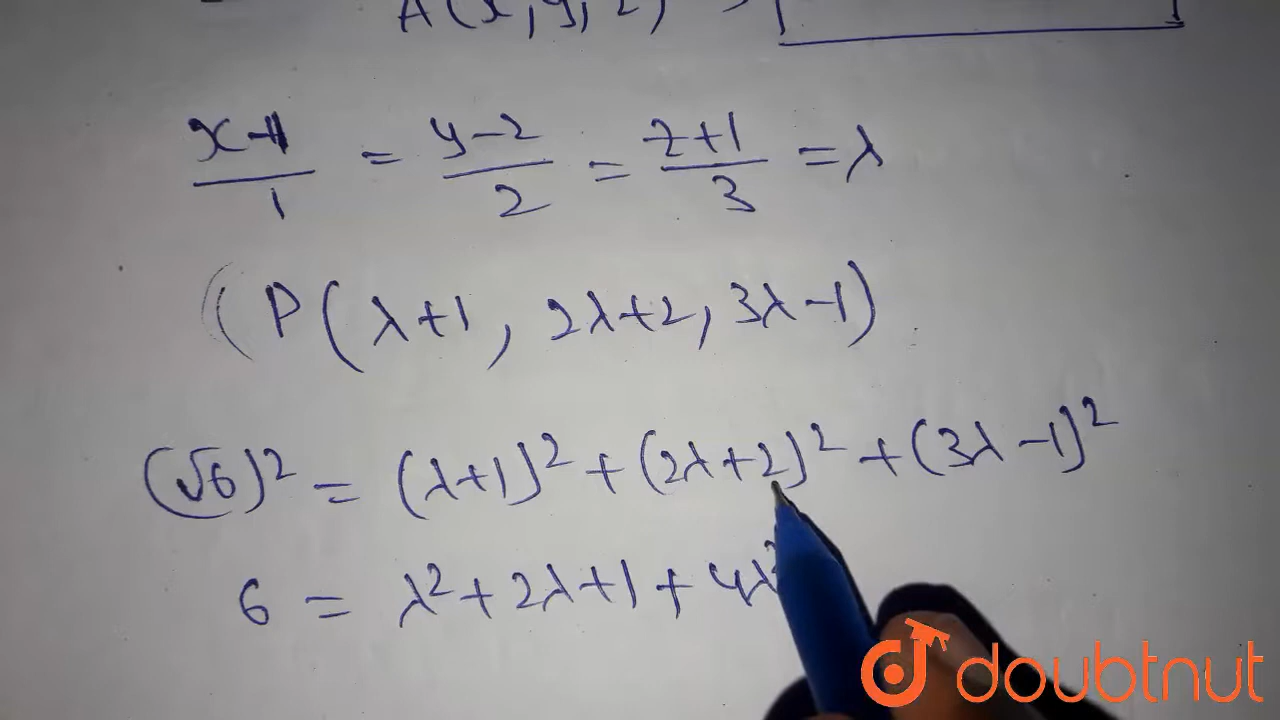 A(x, y, z)
x-1/1 = y-2/2 = z+1/3 = λ
P(λ+1, 2λ+2, 3λ-1)
(√6)² = (λ+1)² + (2λ+2)² + (3λ-1)²
6 = λ² + 2λ+1 + 4λ²
doubtnut